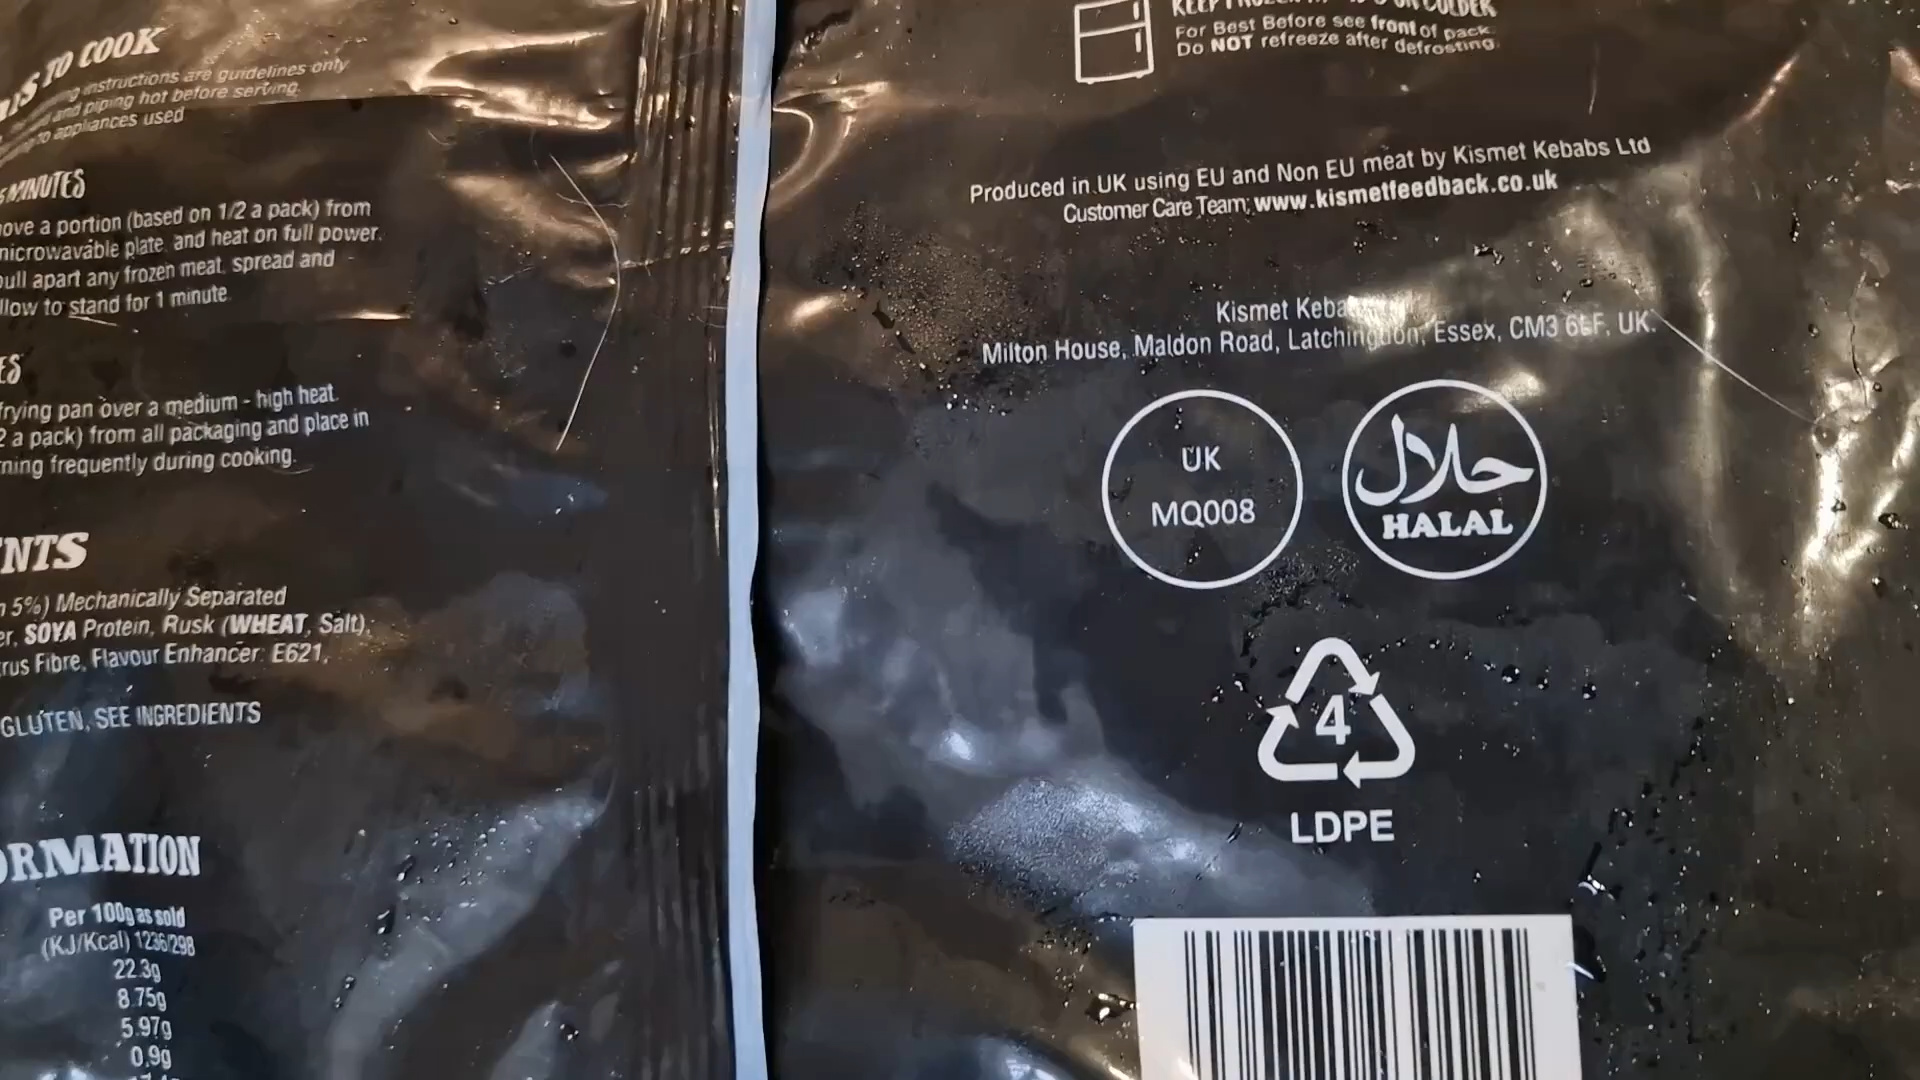 TO COOK
instructions are guidelines only
and piping hot before serving.
to appliances used
MINUTES
a portion (based on 1/2 a pack) from
microwavable plate, and heat on full power.
pull apart any frozen meat, spread and
allow to stand for 1 minute.
frying pan over a medium - high heat.
a pack) from all packaging and place in
frequently during cooking.
5%) Mechanically Separated
SOYA Protein, Rusk (WHEAT, Salt),
Fibre, Flavour Enhancer: E621,
GLUTEN, SEE INGREDIENTS
Per 100g as sold
(KJ/Kcal) 1236/298
22.3g
8.75g
5.97g
0.9g
For Best Before see front of pack.
Do NOT refreeze after defrosting.
Produced in UK using EU and Non EU meat by Kismet Kebabs Ltd
Customer Care Team: www.kismetfeedback.co.uk
Kismet
Milton House, Maldon Road, Latchingdon, Essex, CM3 6LF, UK.
UK
MQ008
حلال
HALAL
4
LDPE